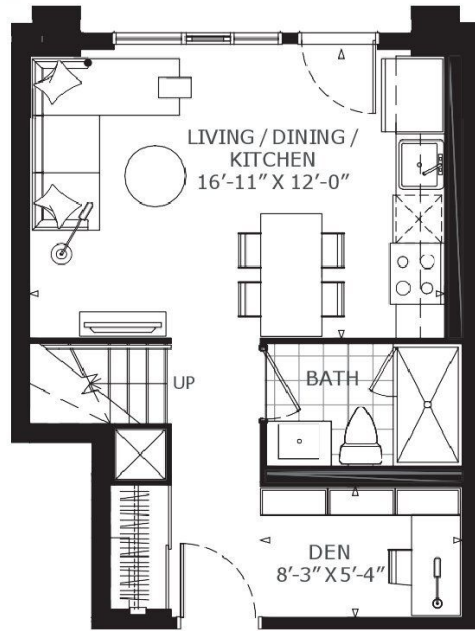 LIVING / DINING /
KITCHEN
16'-11" X 12'-0"
UP
BATH
DEN
8'-3" X 5'-4"